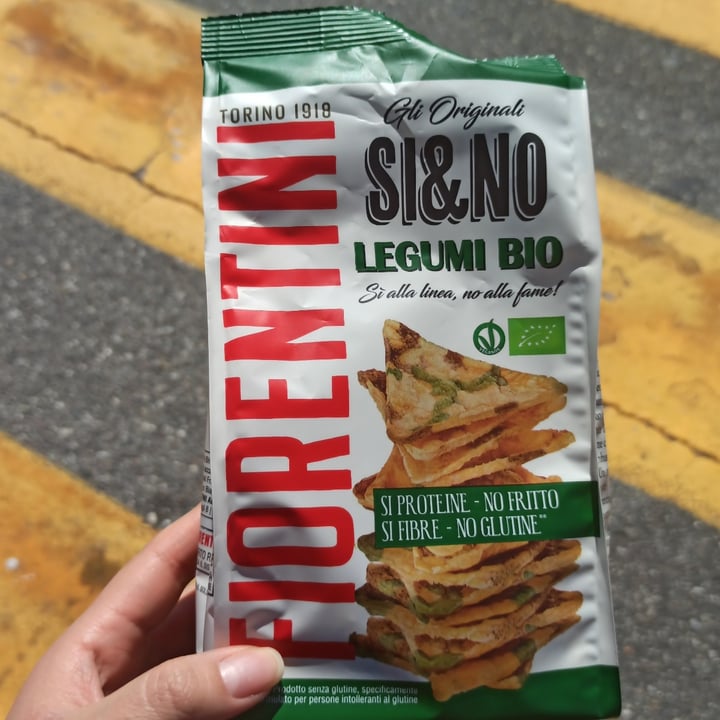 TORINO 1918
FIORENTINI
Gli Originali
SI&NO
LEGUMI BIO
Sì alla linea, no alla fame!
SI PROTEINE - NO FRITTO
SI FIBRE - NO GLUTINE**
Prodotto senza glutine, specificamente
per persone intolleranti al glutine